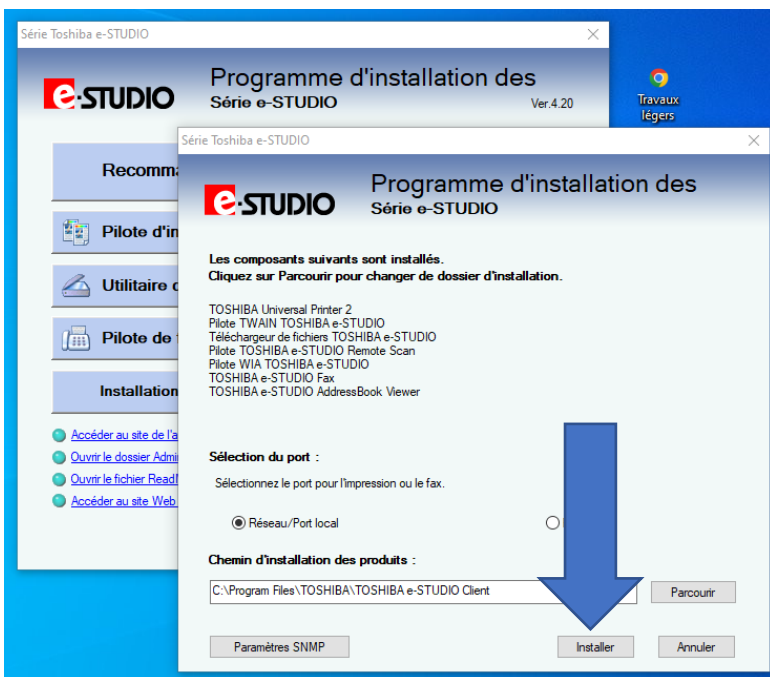 Série Toshiba e-STUDIO
e-STUDIO
Programme d'installation des
Série e-STUDIO
Ver.4.20
Travaux
légers
Pilote d'in
Utilitaire
Pilote de
Installation
Accéder au site de l'a
Ouvrir le dossier Admi
Ouvrir le fichier Read
Accéder au site Web
Série Toshiba e-STUDIO
e-STUDIO
Programme d'installation des
Série e-STUDIO
Les composants suivants sont installés.
Cliquez sur Parcourir pour changer de dossier d'installation.
TOSHIBA Universal Printer 2
Pilote TWAIN TOSHIBA e-STUDIO
Téléchargeur de fichiers TOSHIBA e-STUDIO
Pilote TOSHIBA e-STUDIO Remote Scan
Pilote WIA TOSHIBA e-STUDIO
TOSHIBA e-STUDIO Fax
TOSHIBA e-STUDIO AddressBook Viewer
Sélection du port :
Sélectionnez le port pour l'impression ou le fax.
Réseau/Port local
Chemin d'installation des produits :
C:\Program Files\TOSHIBA\TOSHIBA e-STUDIO Client
Parcourir
Paramètres SNMP
Installer
Annuler